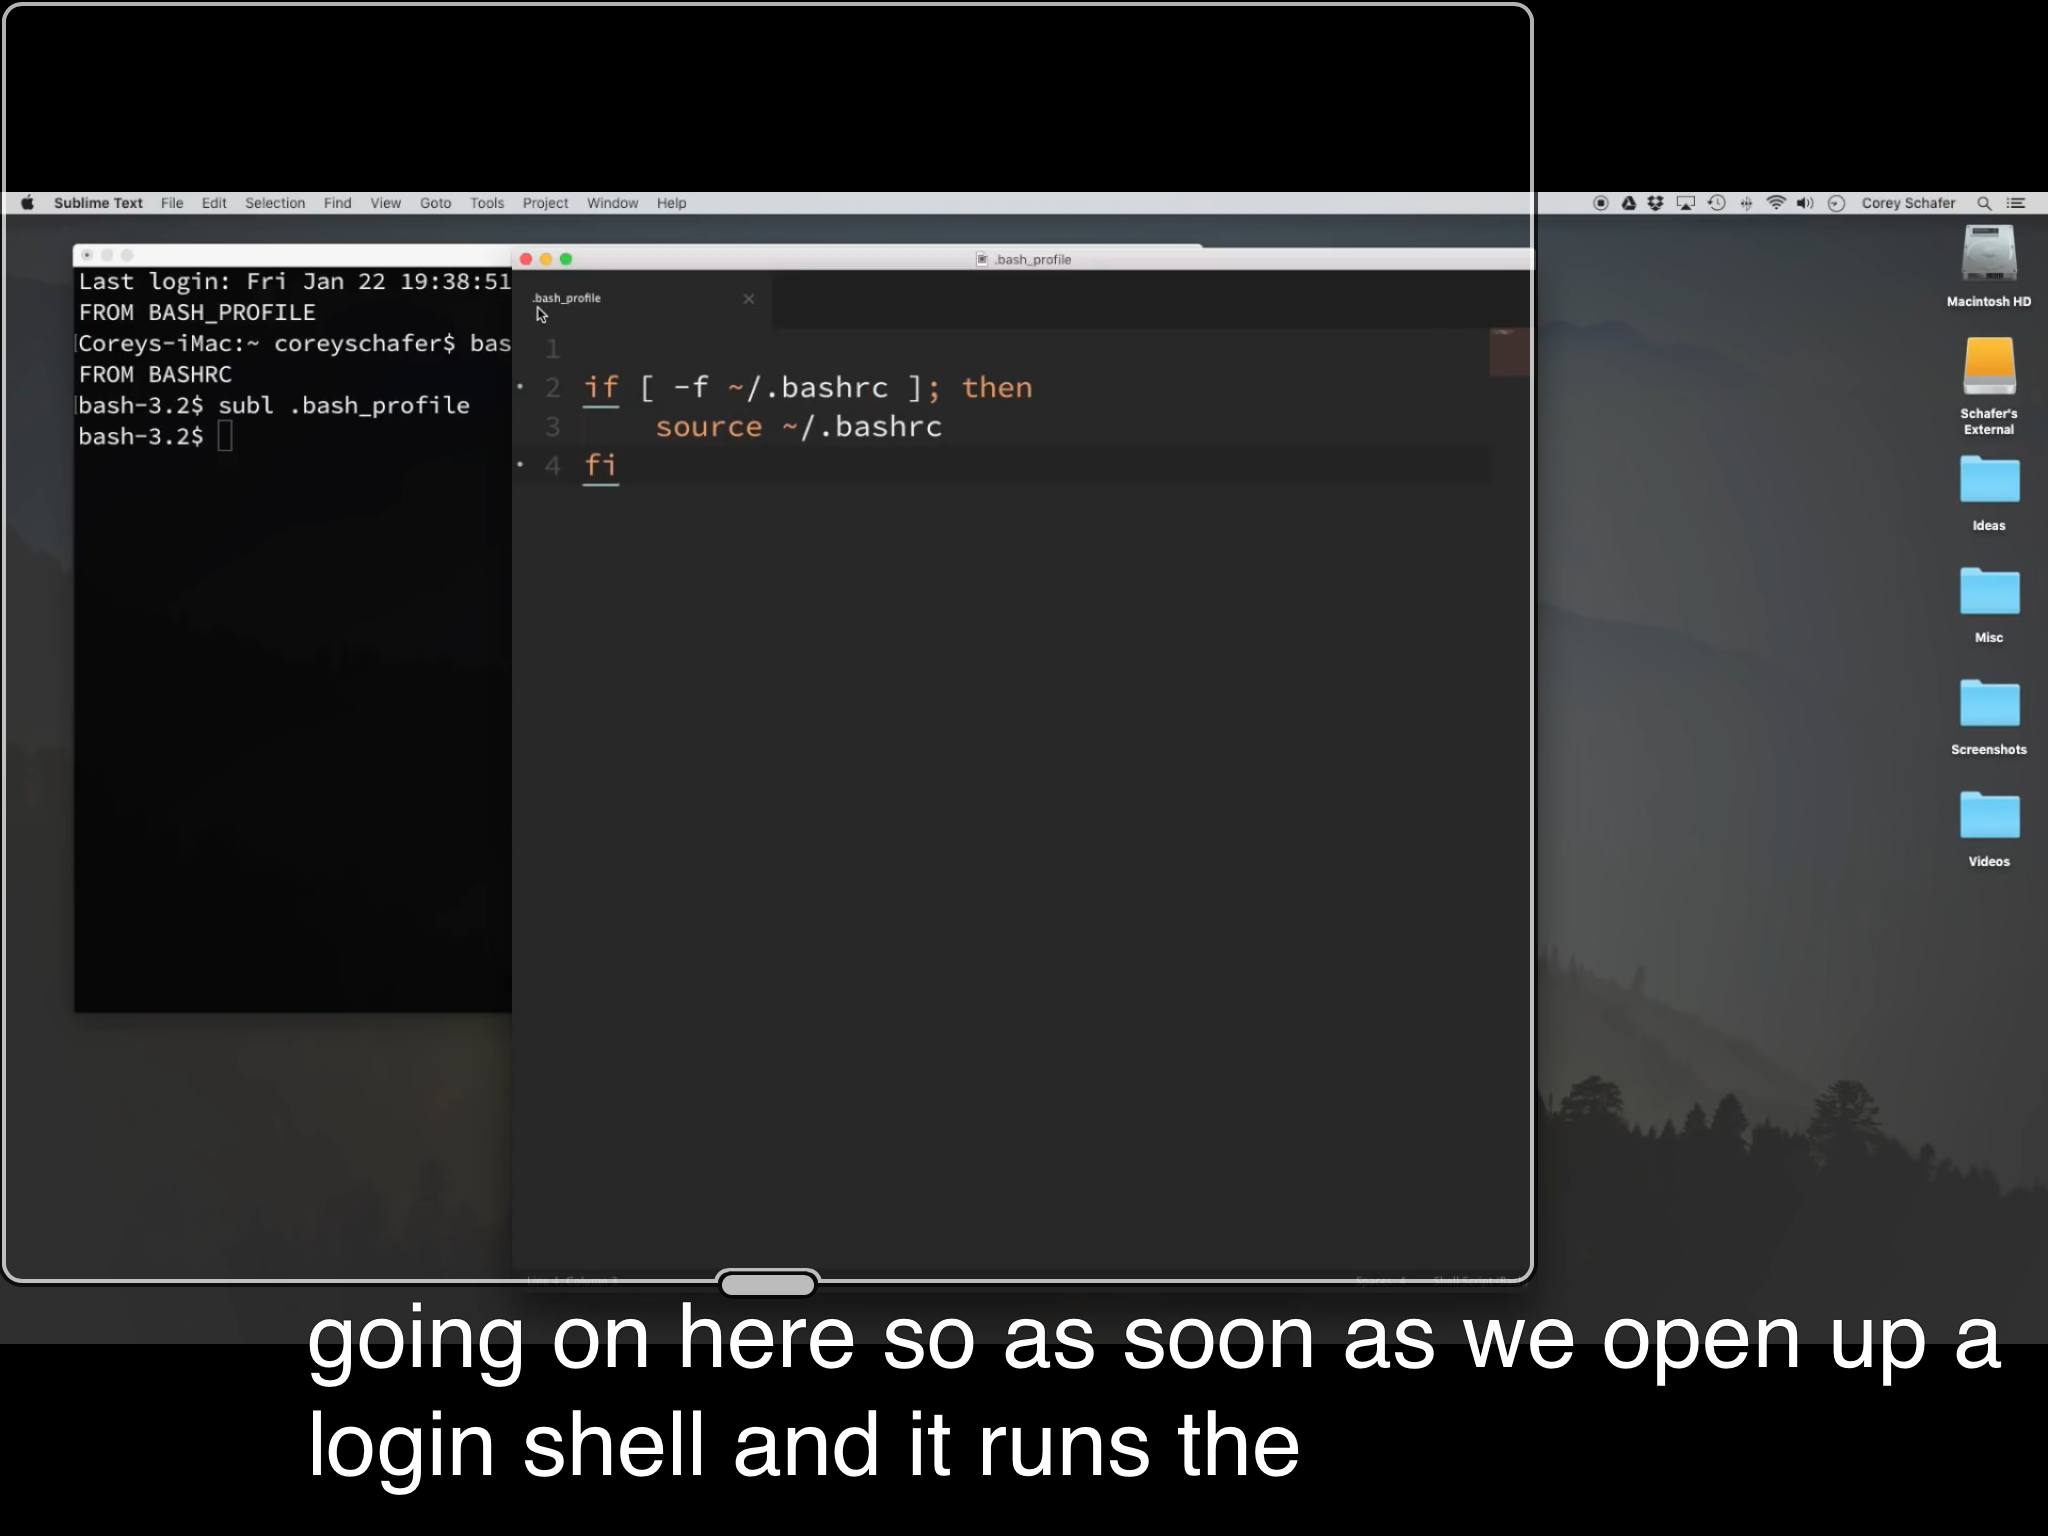 Sublime Text File Edit Selection Find View Goto Tools Project Window Help Corey Schafer
.bash_profile
Last login: Fri Jan 22 19:38:51
FROM BASH_PROFILE
Coreys-iMac:~ coreyschafer$ bas
FROM BASHRC
bash-3.2$ subl .bash_profile
bash-3.2$
.bash_profile
1
2 if [ -f ~/.bashrc ]; then
3 source ~/.bashrc
4 fi
Macintosh HD
Schafer's
External
Ideas
Misc
Screenshots
Videos
going on here so as soon as we open up a
login shell and it runs the